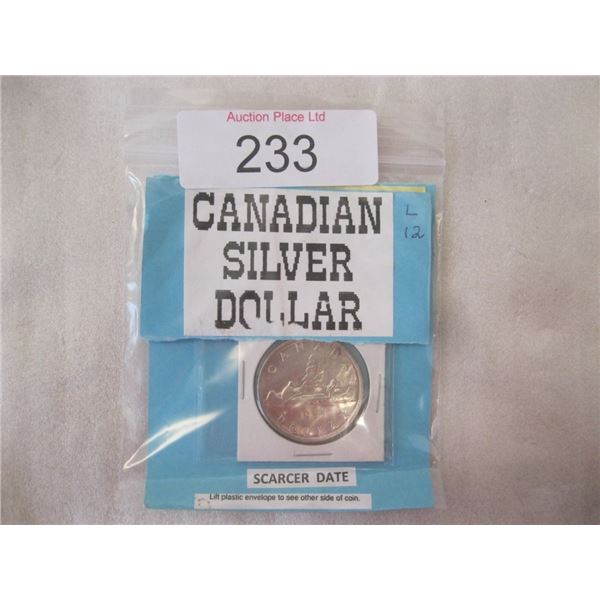 Auction Place Ltd
233
CANADIAN
SILVER
DOLLAR
L
12
CANADA
DOLLAR
SCARCER DATE
Lift plastic envelope to see other side of coin.